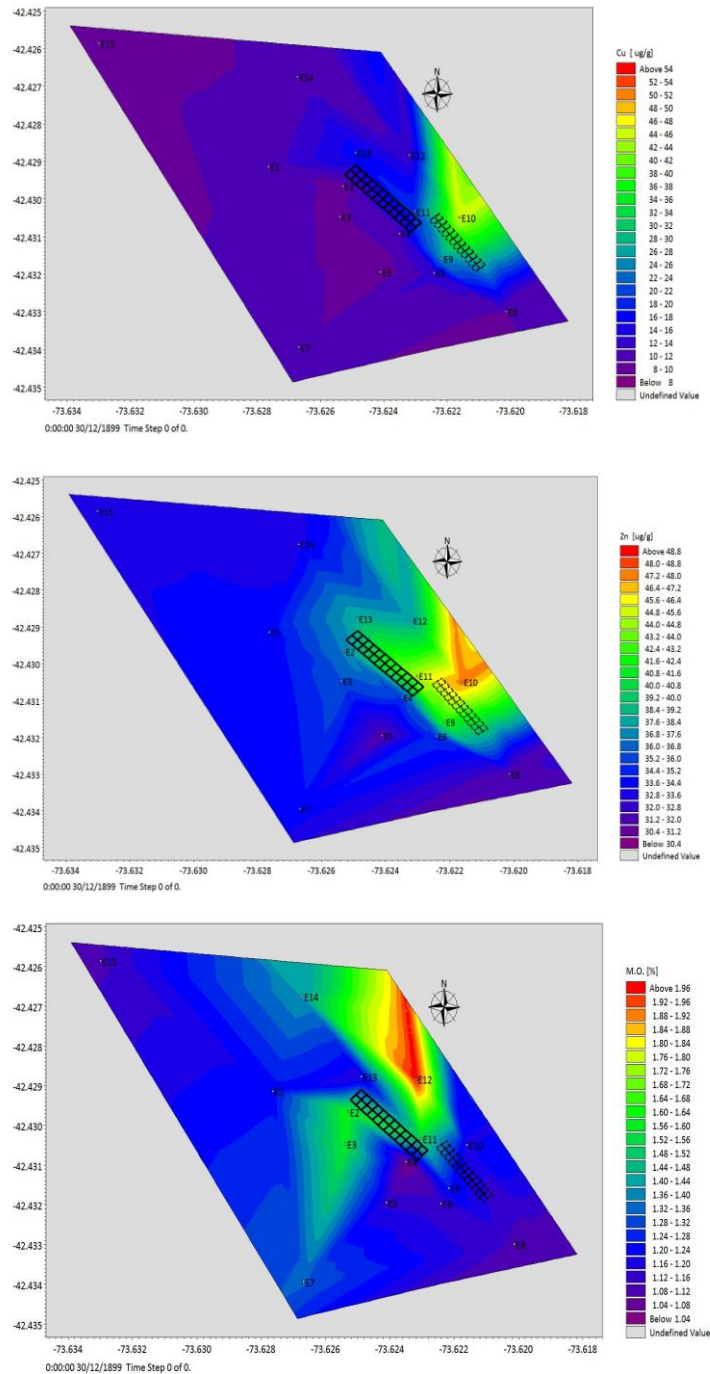 -42.425
-42.426
-42.427
-42.428
-42.429
-42.430
-42.431
-42.432
-42.433
-42.434
-42.435
E15
E14
N
E13
E12
E1
E2
E3
E11
E10
E4
E9
E5
E6
E8
E7
-73.634 -73.632 -73.630 -73.628 -73.626 -73.624 -73.622 -73.620 -73.618
0:00:00 30/12/1899 Time Step 0 of 0.
Cu [ ug/g]
Above 54
52 - 54
50 - 52
48 - 50
46 - 48
44 - 46
42 - 44
40 - 42
38 - 40
36 - 38
34 - 36
32 - 34
30 - 32
28 - 30
26 - 28
24 - 26
22 - 24
20 - 22
18 - 20
16 - 18
14 - 16
12 - 14
10 - 12
8 - 10
Below 8
Undefined Value
-42.425
-42.426
-42.427
-42.428
-42.429
-42.430
-42.431
-42.432
-42.433
-42.434
-42.435
E15
E14
N
E13
E12
E1
E2
E3
E11
E10
E4
E9
E5
E6
E8
E7
-73.634 -73.632 -73.630 -73.628 -73.626 -73.624 -73.622 -73.620 -73.618
0:00:00 30/12/1899 Time Step 0 of 0.
Zn [ug/g]
Above 48.8
48.0 - 48.8
47.2 - 48.0
46.4 - 47.2
45.6 - 46.4
44.8 - 45.6
44.0 - 44.8
43.2 - 44.0
42.4 - 43.2
41.6 - 42.4
40.8 - 41.6
40.0 - 40.8
39.2 - 40.0
38.4 - 39.2
37.6 - 38.4
36.8 - 37.6
36.0 - 36.8
35.2 - 36.0
34.4 - 35.2
33.6 - 34.4
32.8 - 33.6
32.0 - 32.8
31.2 - 32.0
30.4 - 31.2
Below 30.4
Undefined Value
-42.425
-42.426
-42.427
-42.428
-42.429
-42.430
-42.431
-42.432
-42.433
-42.434
-42.435
E15
E14
N
E13
E12
E1
E2
E3
E11
E10
E4
E9
E5
E6
E8
E7
-73.634 -73.632 -73.630 -73.628 -73.626 -73.624 -73.622 -73.620 -73.618
0:00:00 30/12/1899 Time Step 0 of 0.
M.O. [%]
Above 1.96
1.92 - 1.96
1.88 - 1.92
1.84 - 1.88
1.80 - 1.84
1.76 - 1.80
1.72 - 1.76
1.68 - 1.72
1.64 - 1.68
1.60 - 1.64
1.56 - 1.60
1.52 - 1.56
1.48 - 1.52
1.44 - 1.48
1.40 - 1.44
1.36 - 1.40
1.32 - 1.36
1.28 - 1.32
1.24 - 1.28
1.20 - 1.24
1.16 - 1.20
1.12 - 1.16
1.08 - 1.12
1.04 - 1.08
Below 1.04
Undefined Value